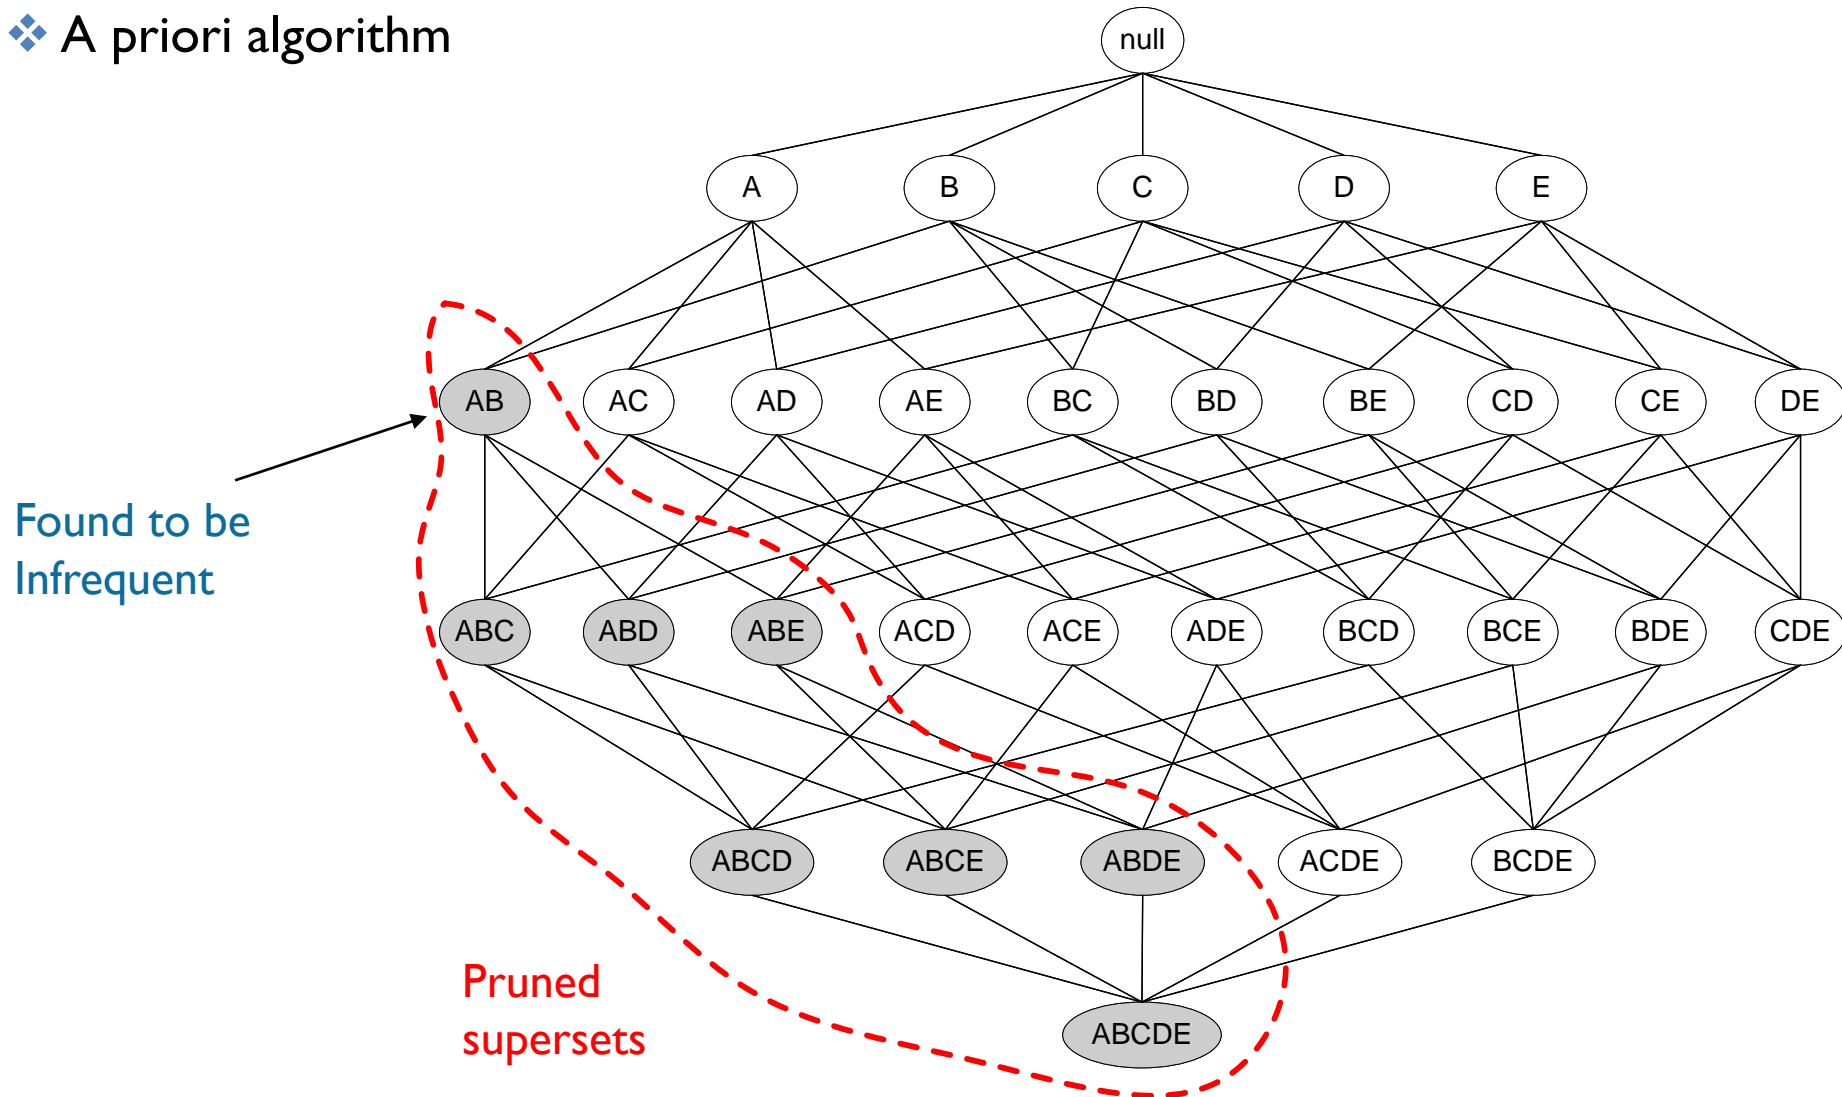 A priori algorithm
null
A B C D E
AB AC AD AE BC BD BE CD CE DE
Found to be
Infrequent
ABC ABD ABE ACD ACE ADE BCD BCE BDE CDE
ABCD ABCE ABDE ACDE BCDE
Pruned
supersets
ABCDE